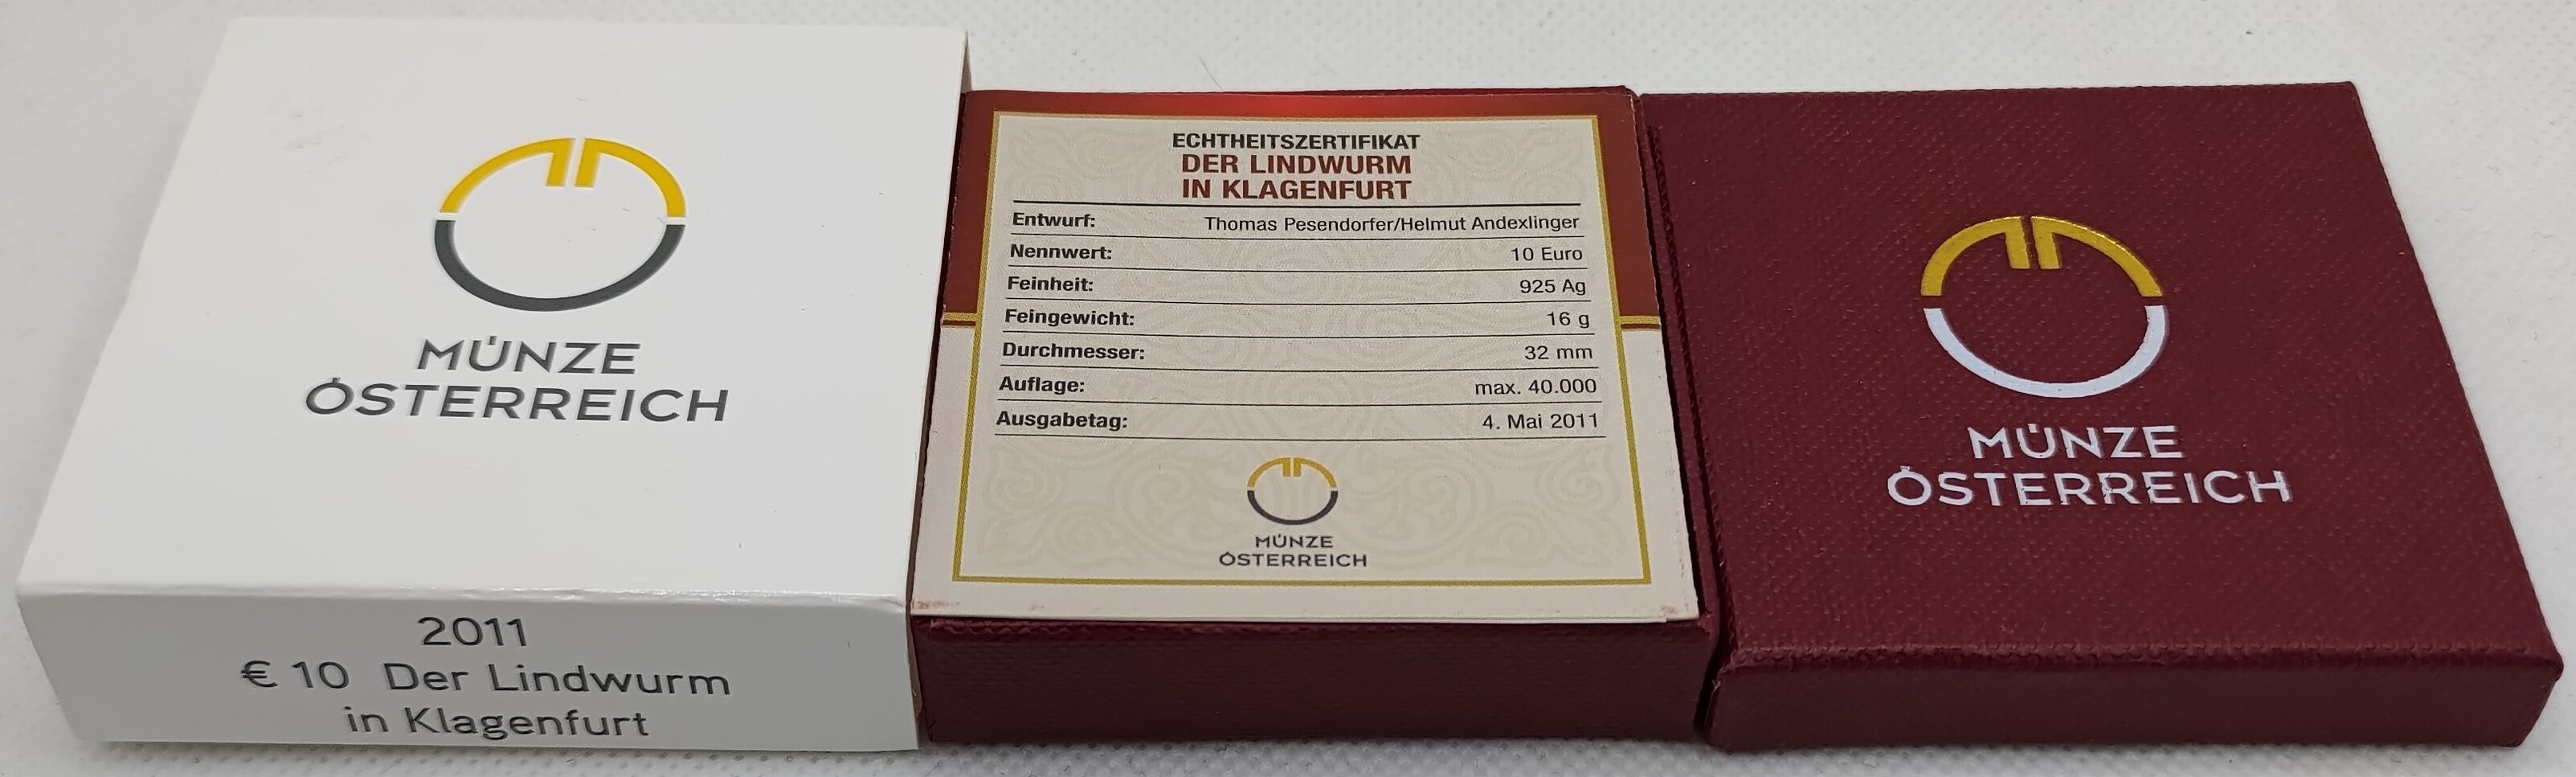 MÜNZE
ÖSTERREICH
2011
€ 10 Der Lindwurm
in Klagenfurt
ECHTHEITSZERTIFIKAT
DER LINDWURM
IN KLAGENFURT
Entwurf: Thomas Pesendorfer/Helmut Andexlinger
Nennwert: 10 Euro
Feinheit: 925 Ag
Feingewicht: 16 g
Durchmesser: 32 mm
Auflage: max. 40.000
Ausgabetag: 4. Mai 2011
MÜNZE
ÖSTERREICH
MÜNZE
ÖSTERREICH